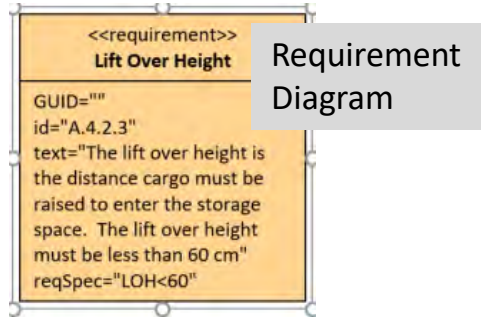 <<requirement>>
Lift Over Height
Requirement
Diagram
GUID=""
id="A.4.2.3"
text="The lift over height is
the distance cargo must be
raised to enter the storage
space.  The lift over height
must be less than 60 cm"
reqSpec="LOH<60"